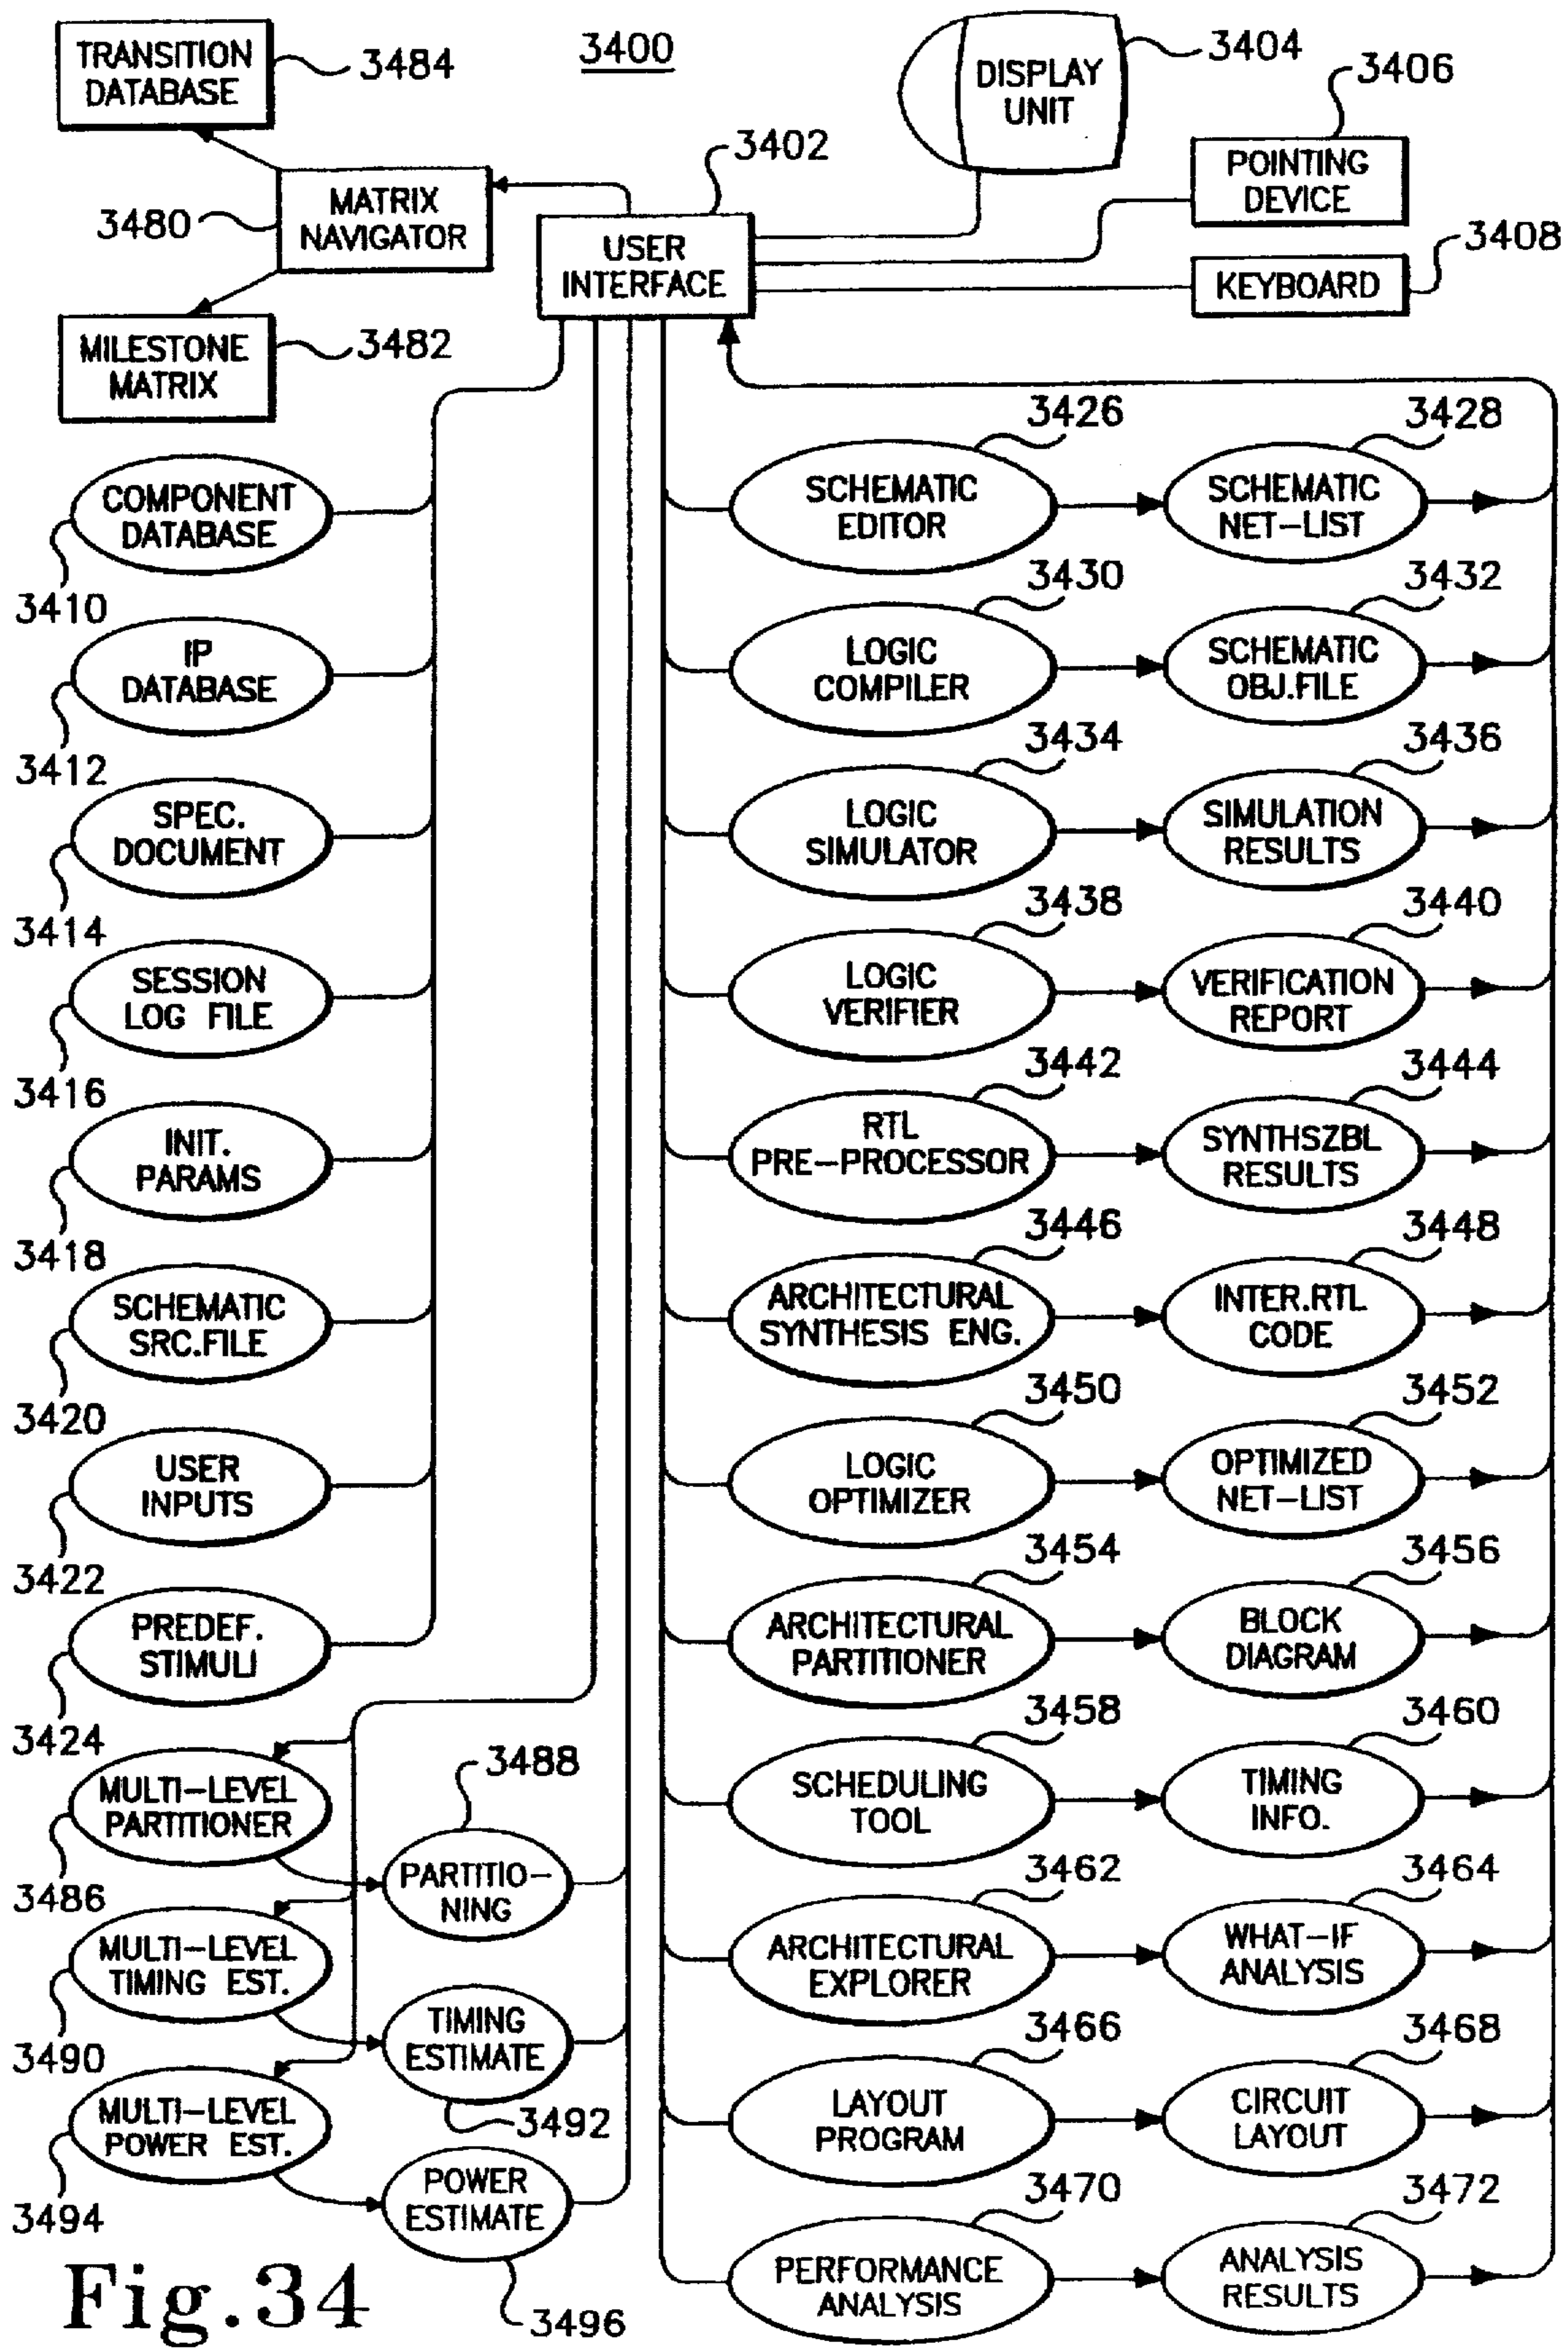 3400
TRANSITION
DATABASE
3484
MATRIX
NAVIGATOR
3480
MILESTONE
MATRIX
3482
USER
INTERFACE
3402
DISPLAY
UNIT
3404
POINTING
DEVICE
3406
KEYBOARD
3408
COMPONENT
DATABASE
3410
IP
DATABASE
3412
SPEC.
DOCUMENT
3414
SESSION
LOG FILE
3416
INIT.
PARAMS
3418
SCHEMATIC
SRC.FILE
3420
USER
INPUTS
3422
PREDEF.
STIMULI
3424
MULTI-LEVEL
PARTITIONER
3486
PARTITIO-
NING
3488
MULTI-LEVEL
TIMING EST.
3490
TIMING
ESTIMATE
3492
MULTI-LEVEL
POWER EST.
3494
POWER
ESTIMATE
3496
SCHEMATIC
EDITOR
3426
SCHEMATIC
NET-LIST
3428
LOGIC
COMPILER
3430
SCHEMATIC
OBJ.FILE
3432
LOGIC
SIMULATOR
3434
SIMULATION
RESULTS
3436
LOGIC
VERIFIER
3438
VERIFICATION
REPORT
3440
RTL
PRE-PROCESSOR
3442
SYNTHSZBL
RESULTS
3444
ARCHITECTURAL
SYNTHESIS ENG.
3446
INTER.RTL
CODE
3448
LOGIC
OPTIMIZER
3450
OPTIMIZED
NET-LIST
3452
ARCHITECTURAL
PARTITIONER
3454
BLOCK
DIAGRAM
3456
SCHEDULING
TOOL
3458
TIMING
INFO.
3460
ARCHITECTURAL
EXPLORER
3462
WHAT-IF
ANALYSIS
3464
LAYOUT
PROGRAM
3466
CIRCUIT
LAYOUT
3468
PERFORMANCE
ANALYSIS
3470
ANALYSIS
RESULTS
3472
Fig.34